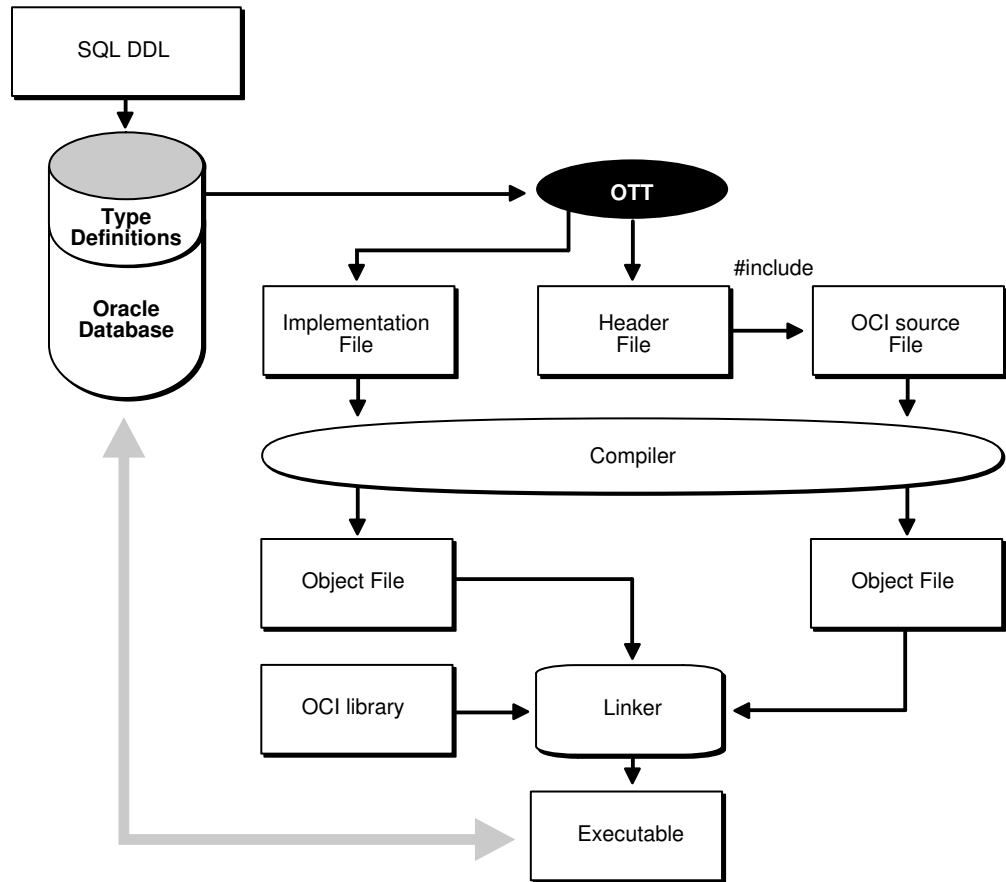 SQL DDL
Type
Definitions
Oracle
Database
OTT
#include
Implementation
File
Header
File
OCI source
File
Compiler
Object File
Object File
OCI library
Linker
Executable